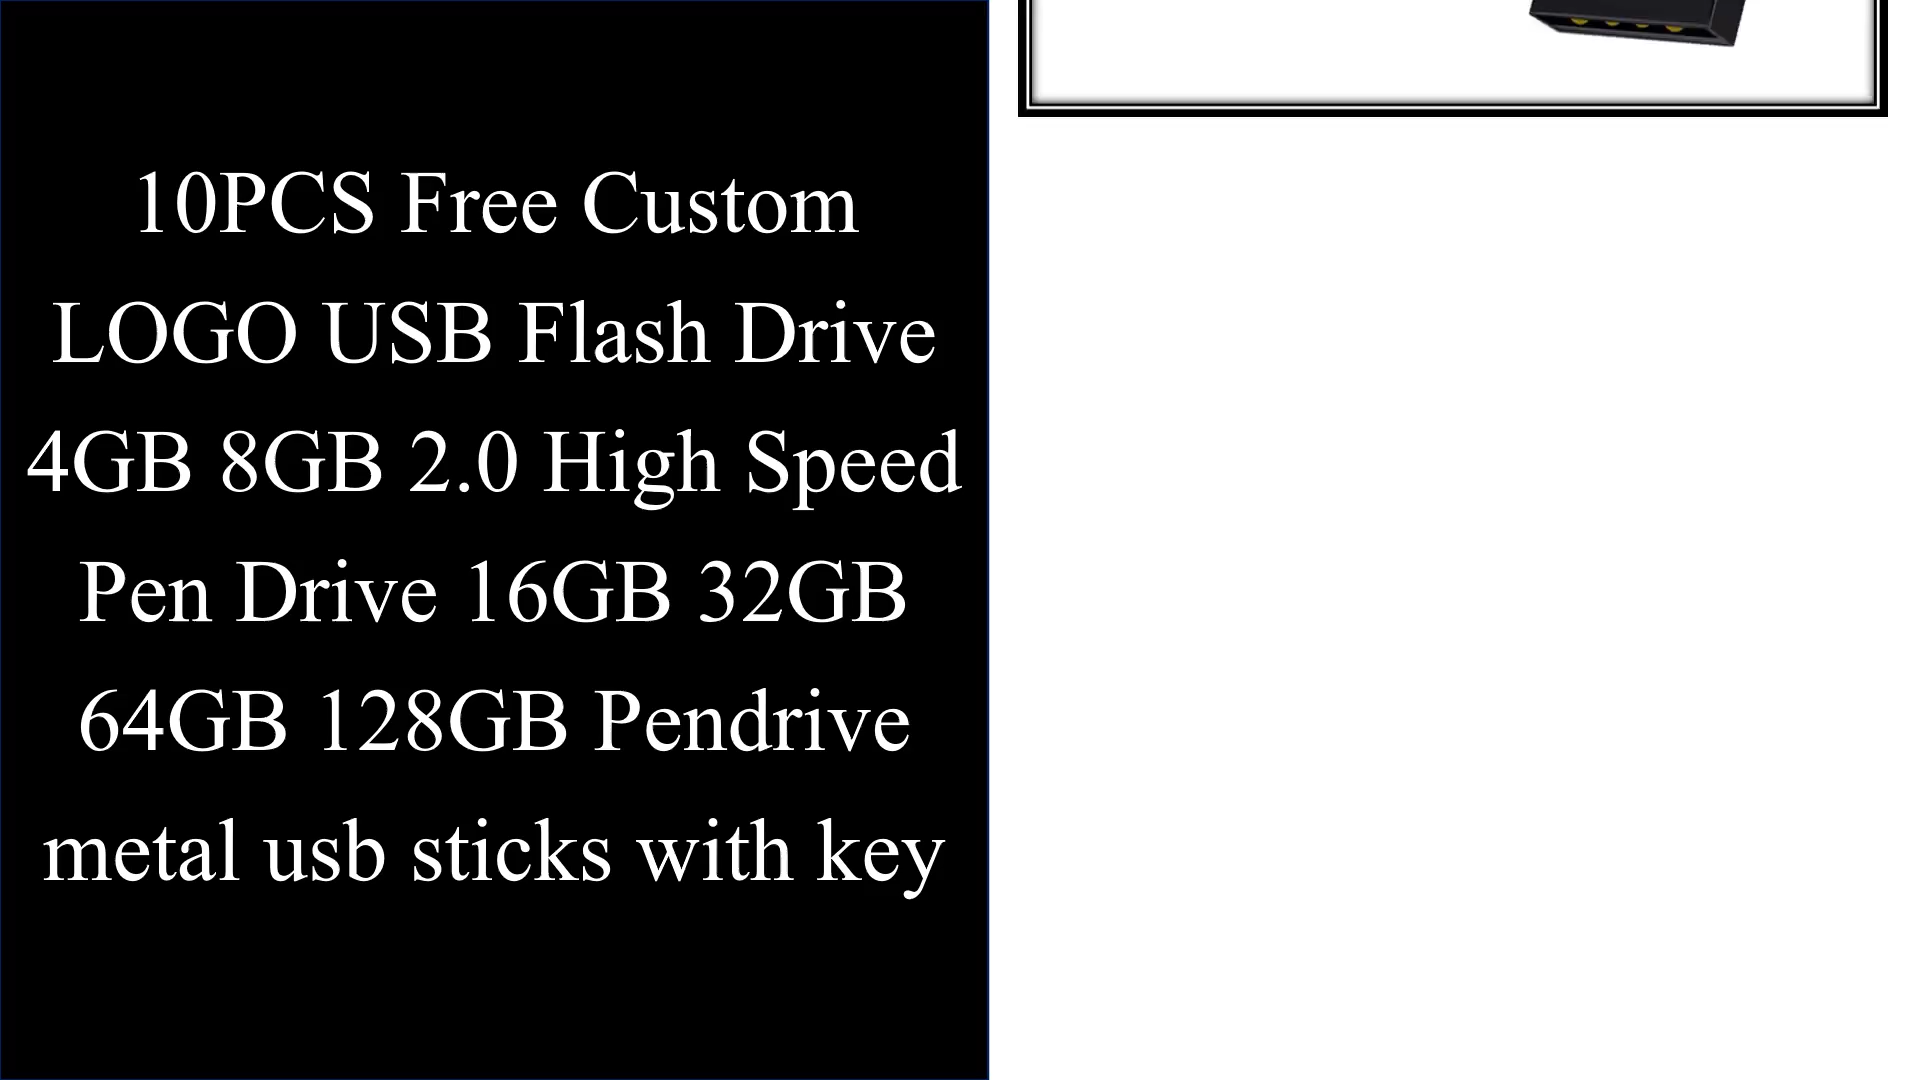 10PCS Free Custom
LOGO USB Flash Drive
4GB 8GB 2.0 High Speed
Pen Drive 16GB 32GB
64GB 128GB Pendrive
metal usb sticks with key